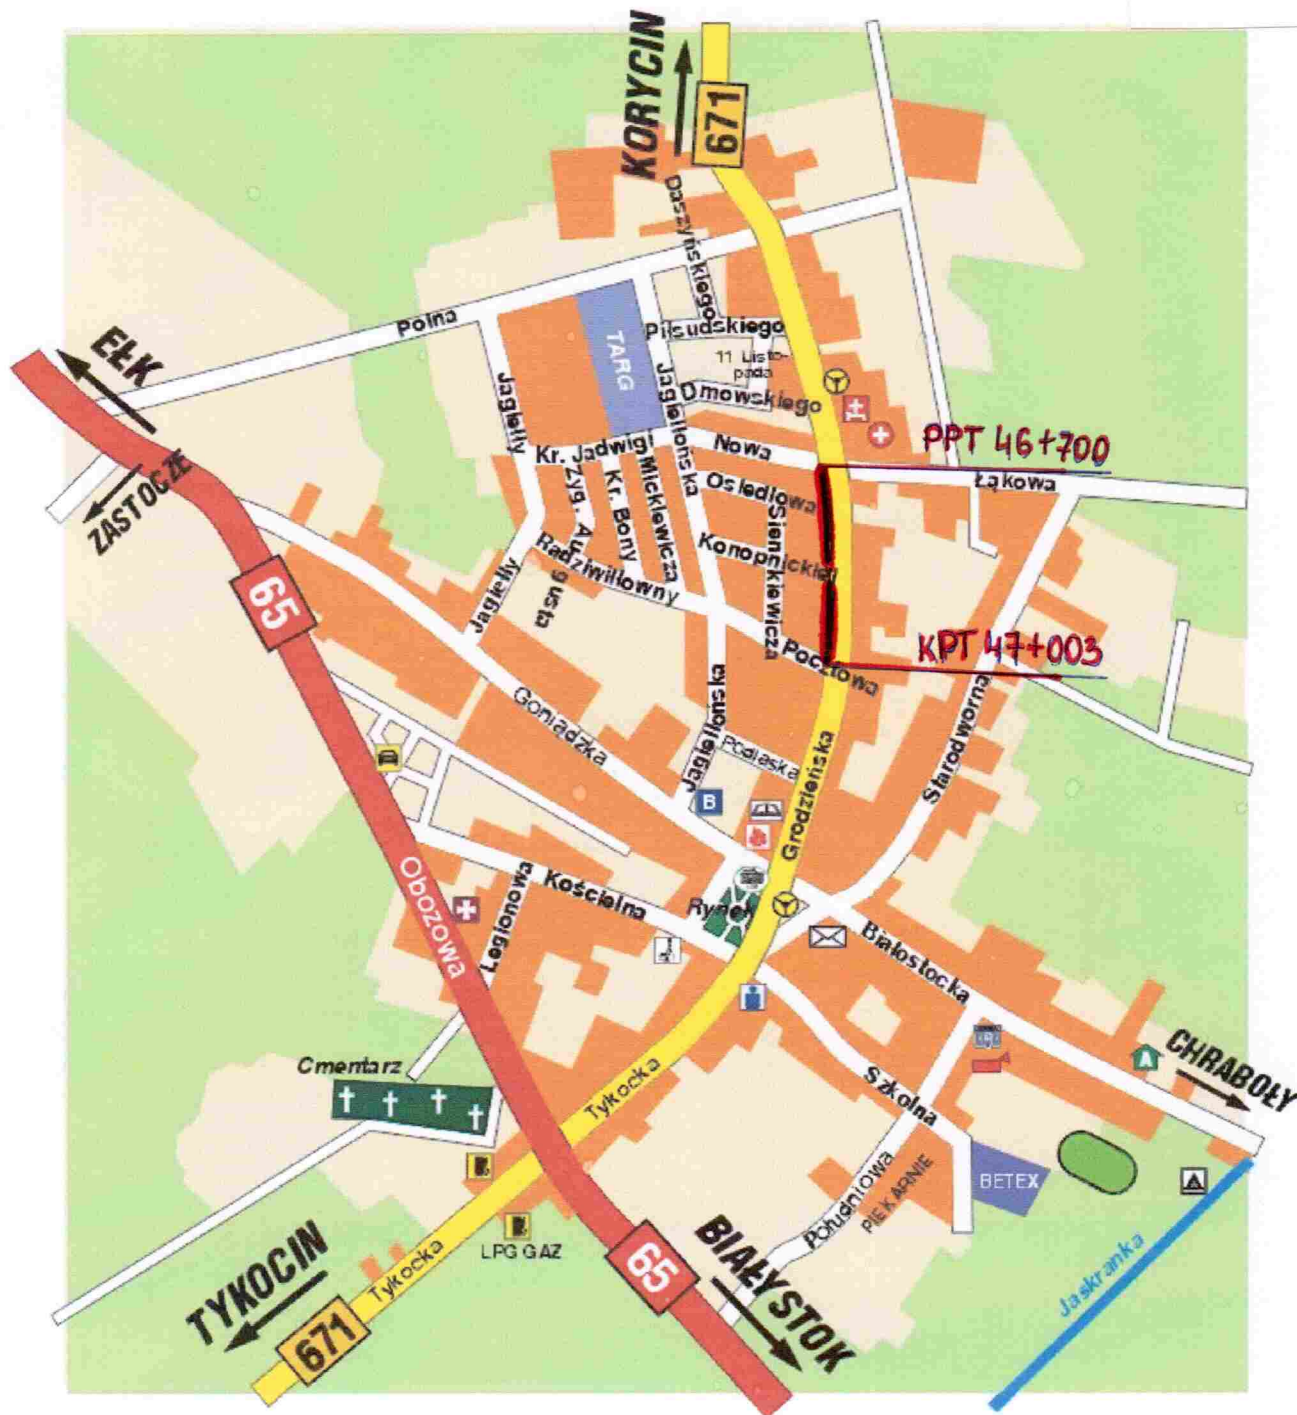 KORYCIN
671
Daszyńskiego
Polna
Piłsudskiego
11 Listo-
pada
TARG
EŁK
Jagiełły
Jagiellońska
Dmowskiego
Nowa
PPT 46+700
Kr. Jadwigi
Łąkowa
ZASTOCZE
Zyg. Au
gusta
Kr. Bony
Mickiewicza
Osiedlowa
Sienckiewicza
Konopnickiej
Radziwiłłowny
65
Jagiełły
KPT 47+003
Pocztowa
Goniądzka
Jagiellońska
Podlaska
Starodworna
B
Grodzieńska
Obozowa
Legionowa
Kościelna
Rynek
Białostocka
Cmentarz
Tykocka
Szkolna
A
CHRABOŁY
Południowa
PIEKARNIE
BETEX
LPG GAZ
Tykocka
TYKOCIN
671
65
BIAŁYSTOK
Jaskranka